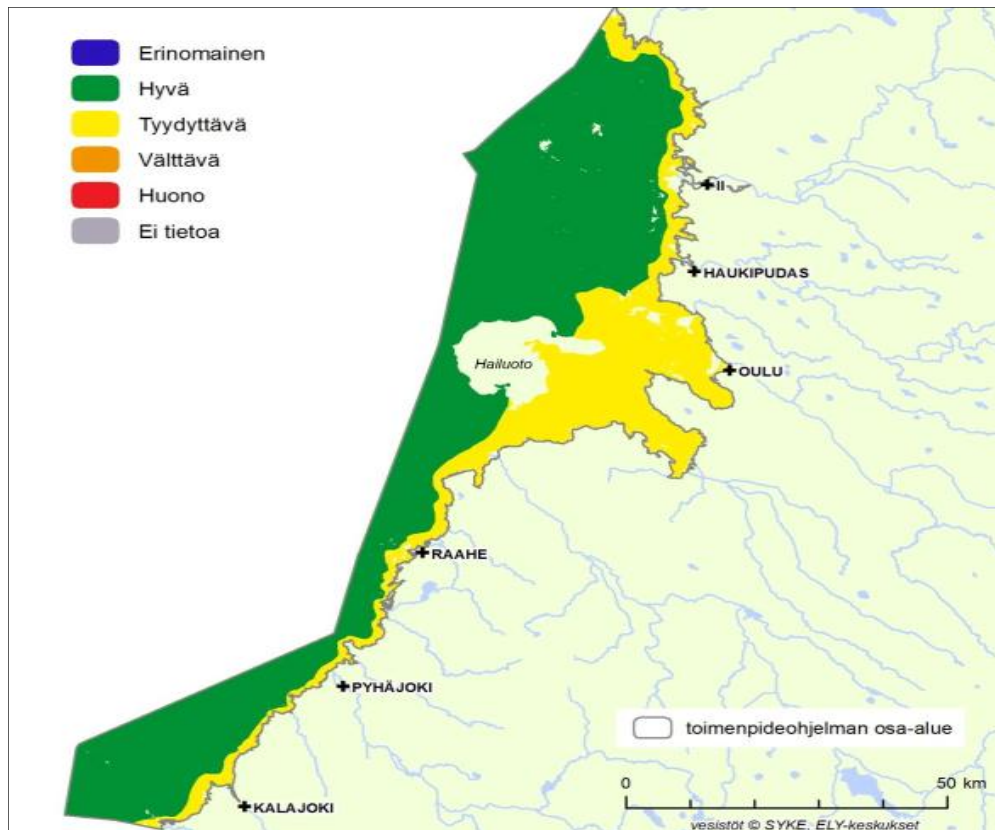 Erinomainen
Hyvä
Tyydyttävä
Välttävä
Huono
Ei tietoa
II
HAUKIPUDAS
Hailuoto
OULU
RAAHE
PYHÄJOKI
toimenpideohjelman osa-alue
0 50 km
KALAJOKI
vesistöt © SYKE, ELY-keskukset